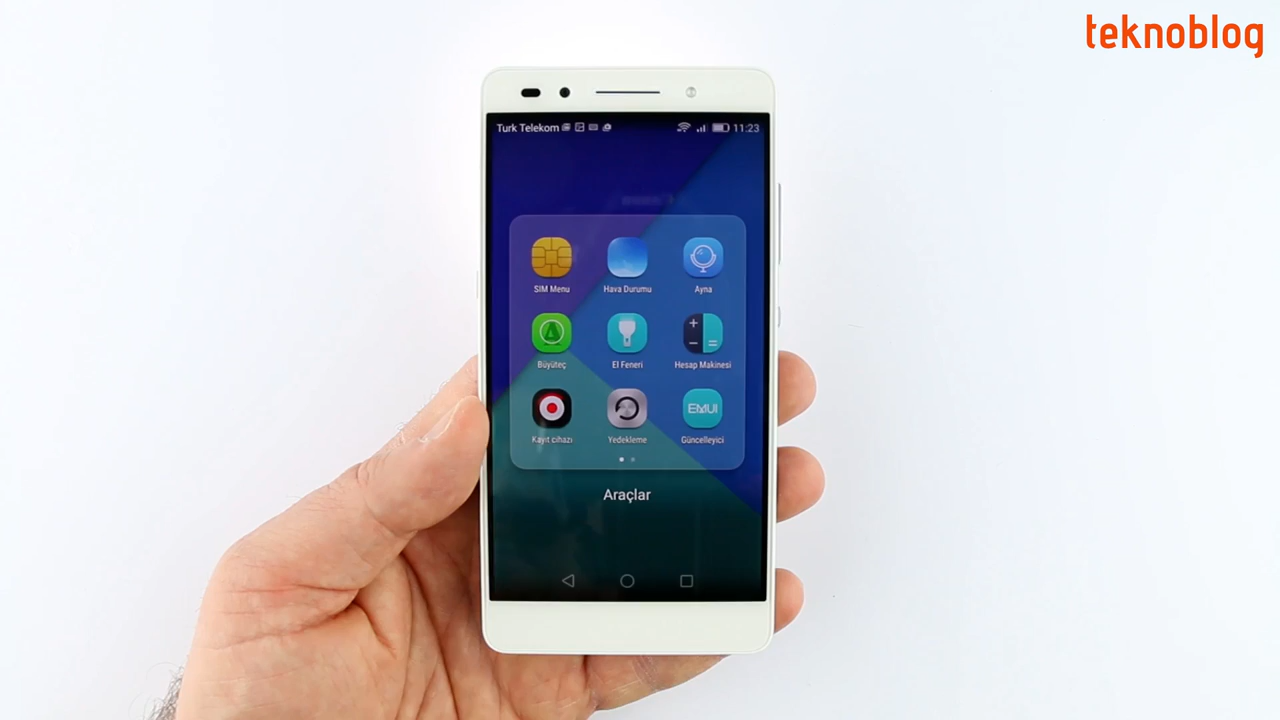 teknoblog
Turk Telekom 11:23
SIM Menu Hava Durumu Ayna
Büyüteç El Feneri Hesap Makinesi
EMUI
Kayıt cihazı Yedekleme Güncelleyici
Araçlar